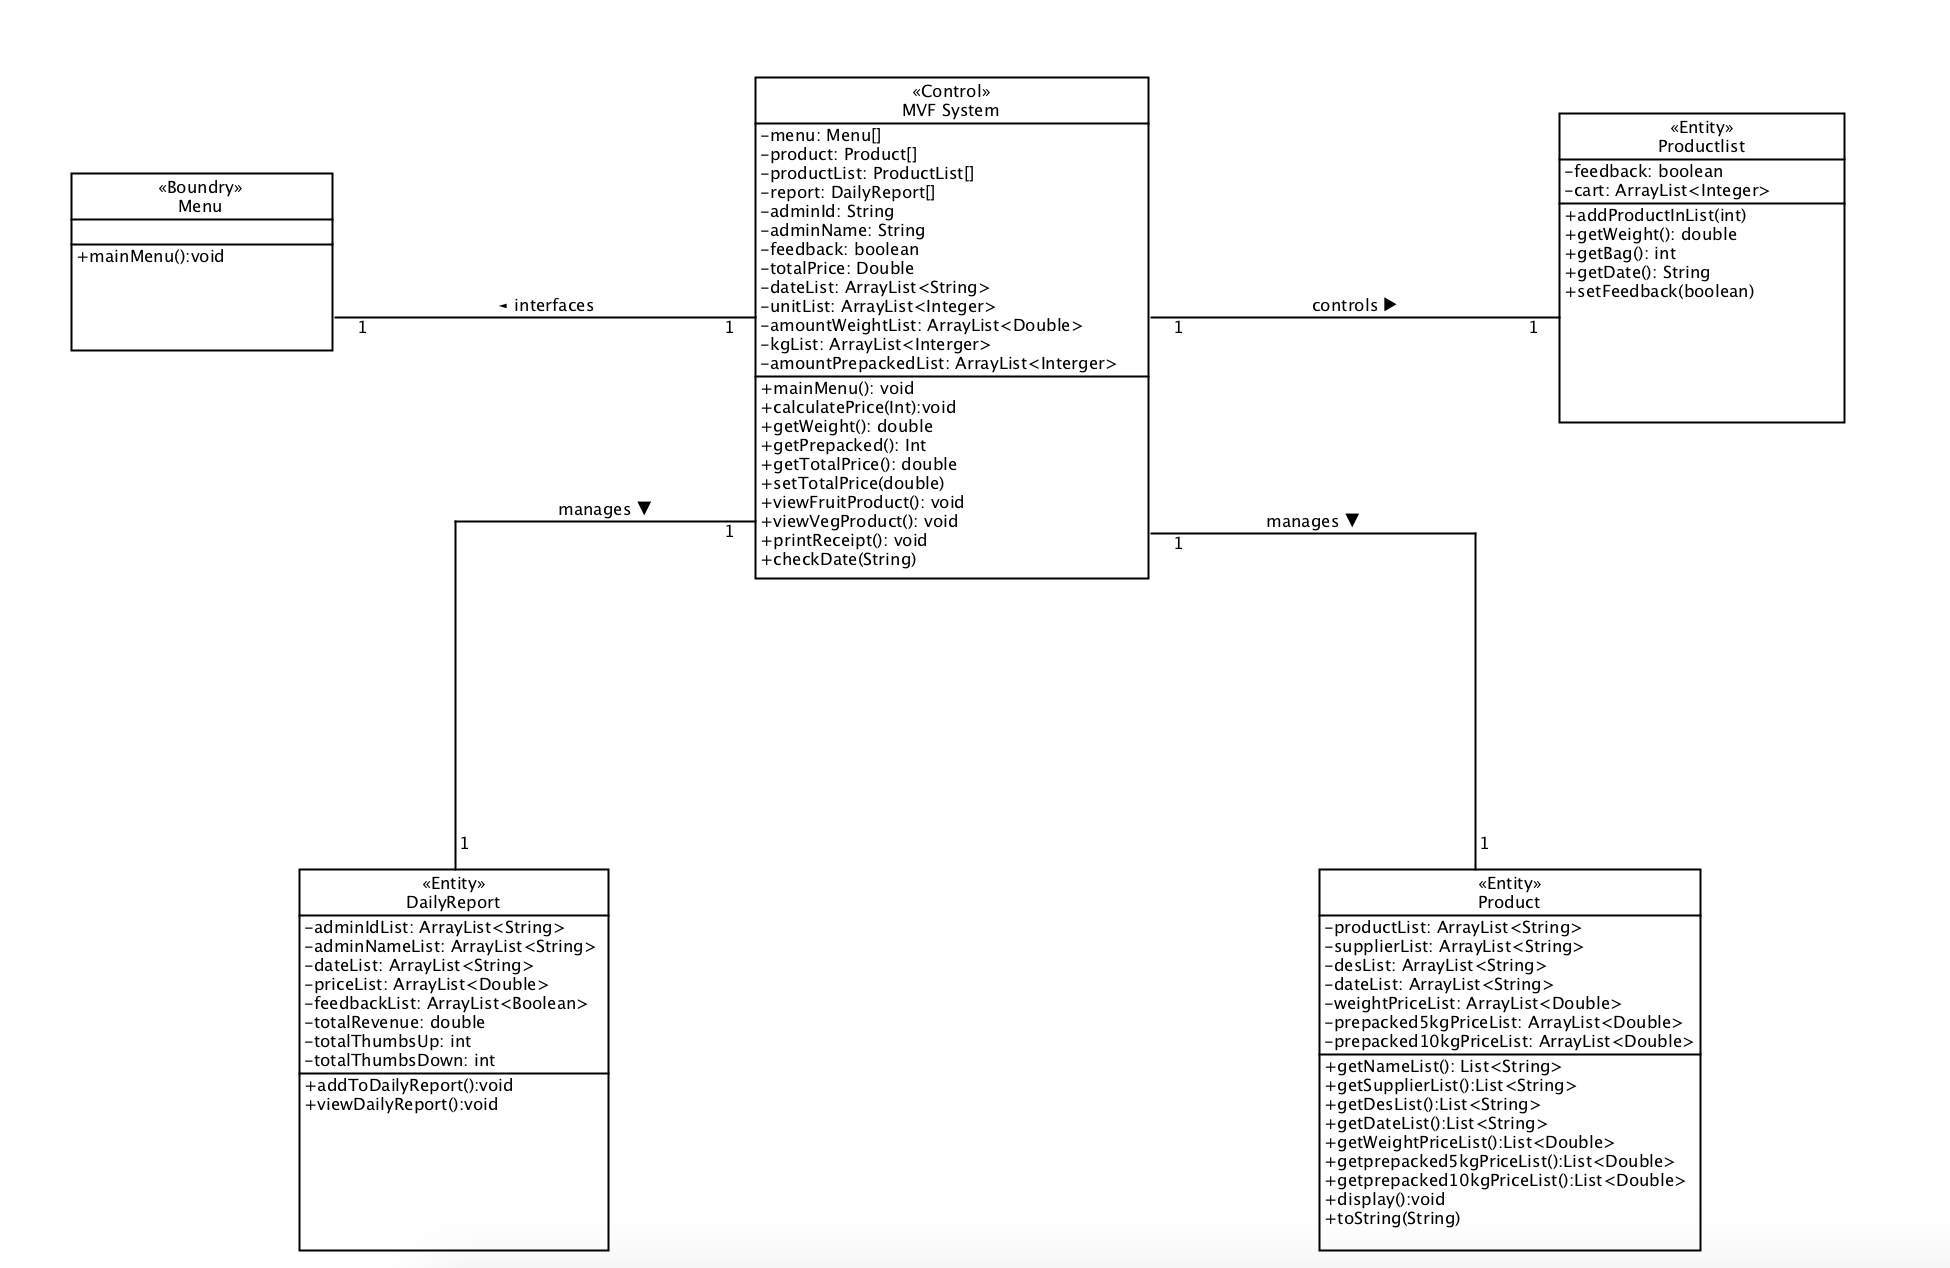 «Control»
MVF System
-menu: Menu[]
-product: Product[]
-productList: ProductList[]
-report: DailyReport[]
-adminId: String
-adminName: String
-feedback: boolean
-totalPrice: Double
-dateList: ArrayList<String>
-unitList: ArrayList<Integer>
-amountWeightList: ArrayList<Double>
-kgList: ArrayList<Interger>
-amountPrepackedList: ArrayList<Interger>
+mainMenu(): void
+calculatePrice(Int):void
+getWeight(): double
+getPrepacked(): Int
+getTotalPrice(): double
+setTotalPrice(double)
+viewFruitProduct(): void
+viewVegProduct(): void
+printReceipt(): void
+checkDate(String)
«Boundry»
Menu
+mainMenu():void
◄ interfaces
1
1
«Entity»
Productlist
-feedback: boolean
-cart: ArrayList<Integer>
+addProductInList(int)
+getWeight(): double
+getBag(): int
+getDate(): String
+setFeedback(boolean)
controls ▶
1
1
manages ▼
1
1
manages ▼
1
1
«Entity»
DailyReport
-adminIdList: ArrayList<String>
-adminNameList: ArrayList<String>
-dateList: ArrayList<String>
-priceList: ArrayList<Double>
-feedbackList: ArrayList<Boolean>
-totalRevenue: double
-totalThumbsUp: int
-totalThumbsDown: int
+addToDailyReport():void
+viewDailyReport():void
«Entity»
Product
-productList: ArrayList<String>
-supplierList: ArrayList<String>
-desList: ArrayList<String>
-dateList: ArrayList<String>
-weightPriceList: ArrayList<Double>
-prepacked5kgPriceList: ArrayList<Double>
-prepacked10kgPriceList: ArrayList<Double>
+getNameList(): List<String>
+getSupplierList():List<String>
+getDesList():List<String>
+getDateList():List<String>
+getWeightPriceList():List<Double>
+getprepacked5kgPriceList():List<Double>
+getprepacked10kgPriceList():List<Double>
+display():void
+toString(String)